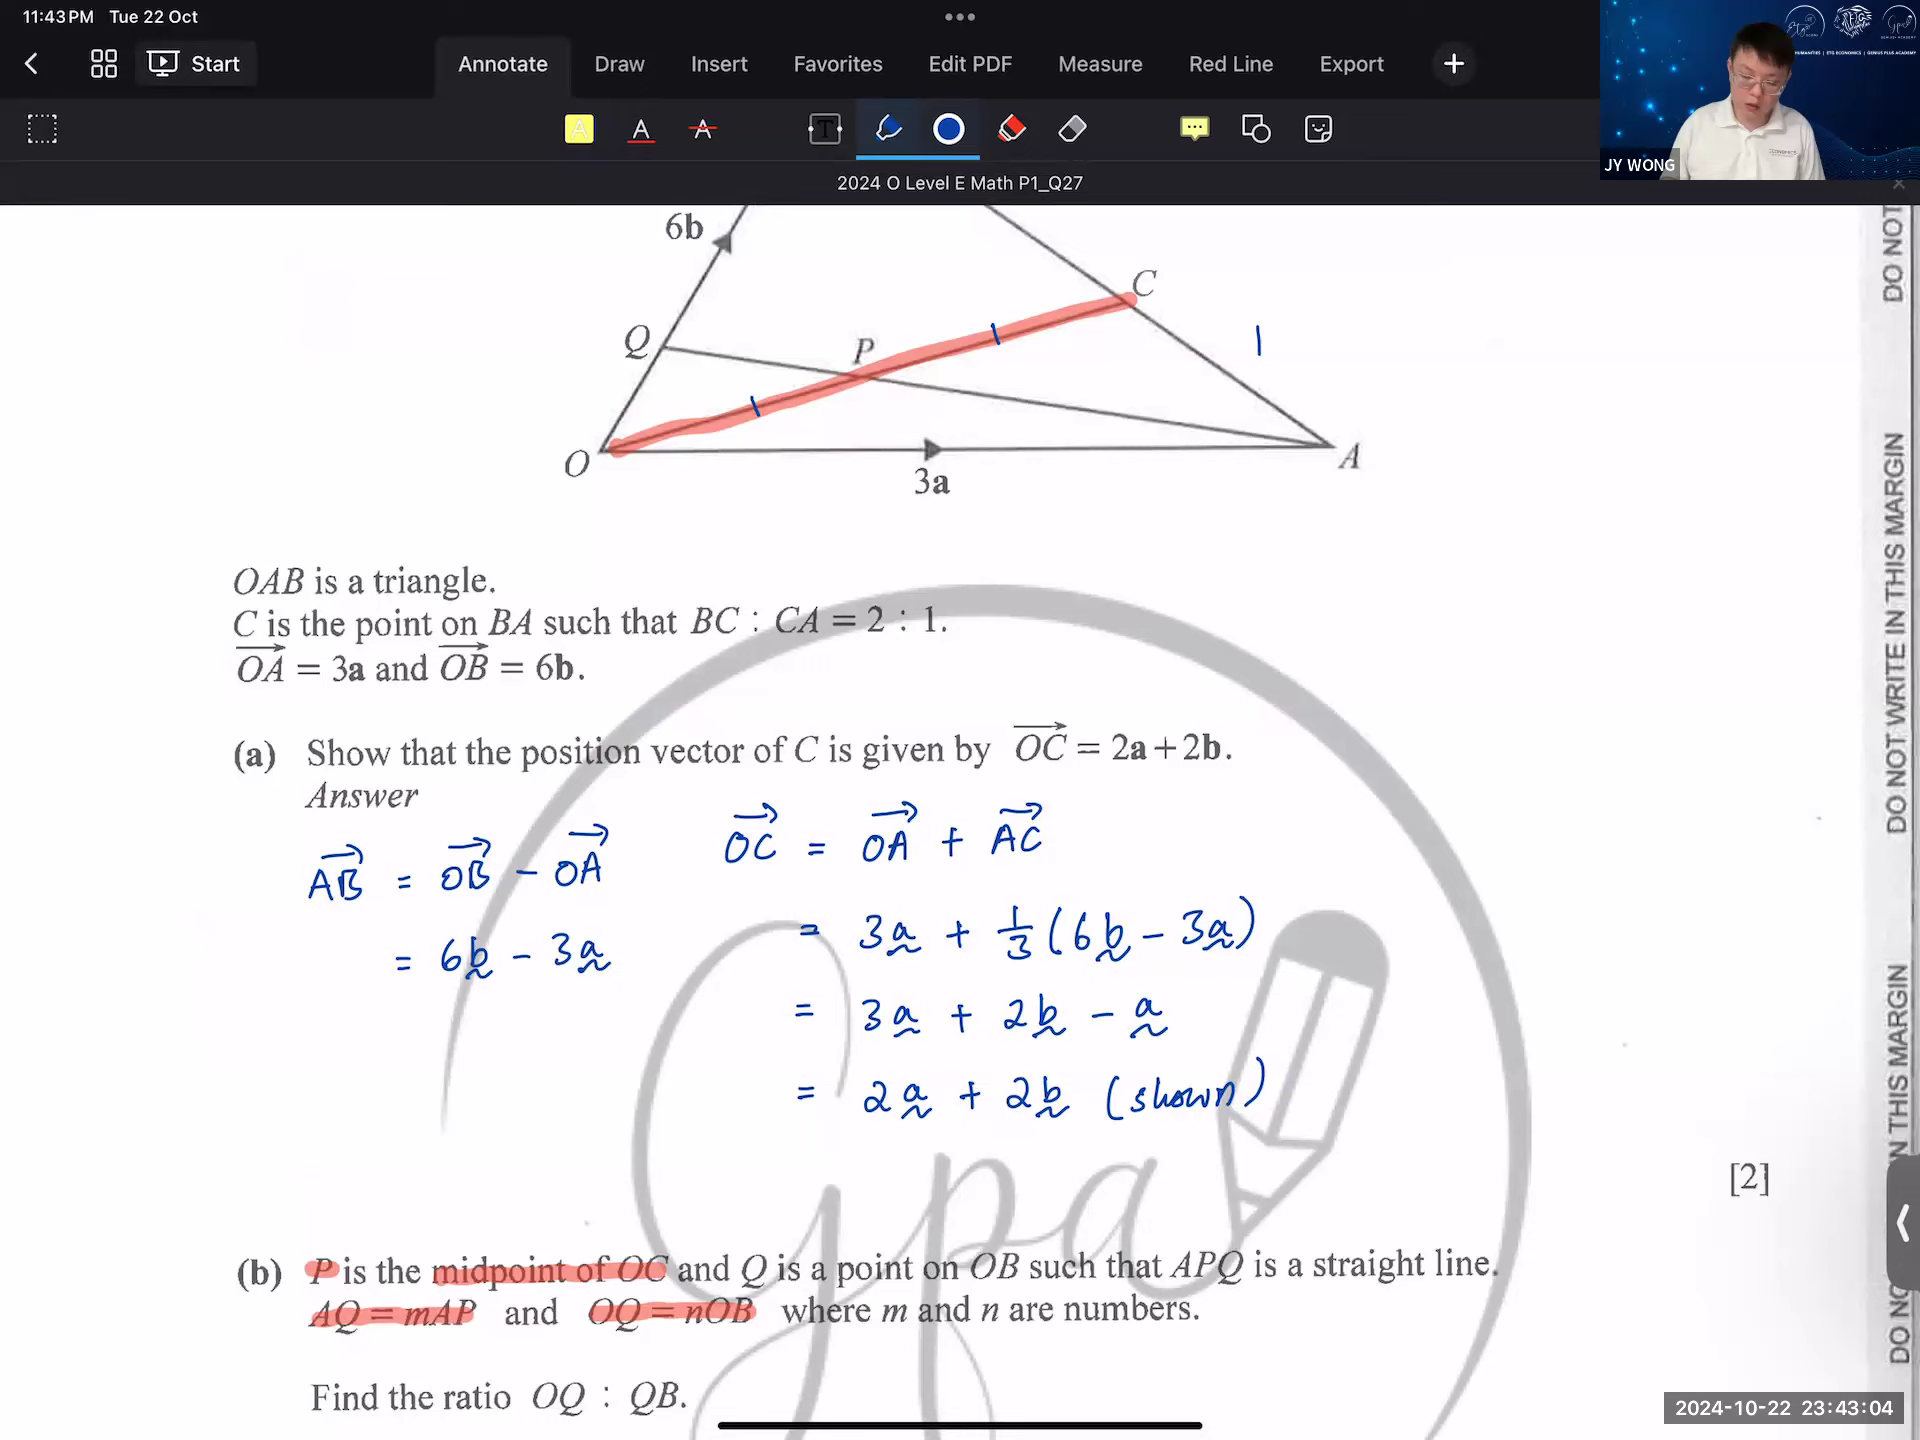 11:43 PM Tue 22 Oct
Start
Annotate
Draw
Insert
Favorites
Edit PDF
Measure
Red Line
Export
A A A T
JY WONG
2024 O Level E Math P1_Q27
6b
C
Q
P
O
A
3a
OAB is a triangle.
C is the point on BA such that BC : CA = 2 : 1.
OA = 3a and OB = 6b.
(a) Show that the position vector of C is given by OC = 2a + 2b.
Answer
AB = OB − OA
= 6b − 3a
OC = OA + AC
= 3a + 1/3 (6b − 3a)
= 3a + 2b − a
= 2a + 2b (shown)
[2]
(b) P is the midpoint of OC and Q is a point on OB such that APQ is a straight line.
AQ = mAP and OQ = nOB where m and n are numbers.
Find the ratio OQ : QB.
gpa
DO NOT
DO NOT WRITE IN THIS MARGIN
DO NO IN THIS MARGIN
2024-10-22 23:43:04